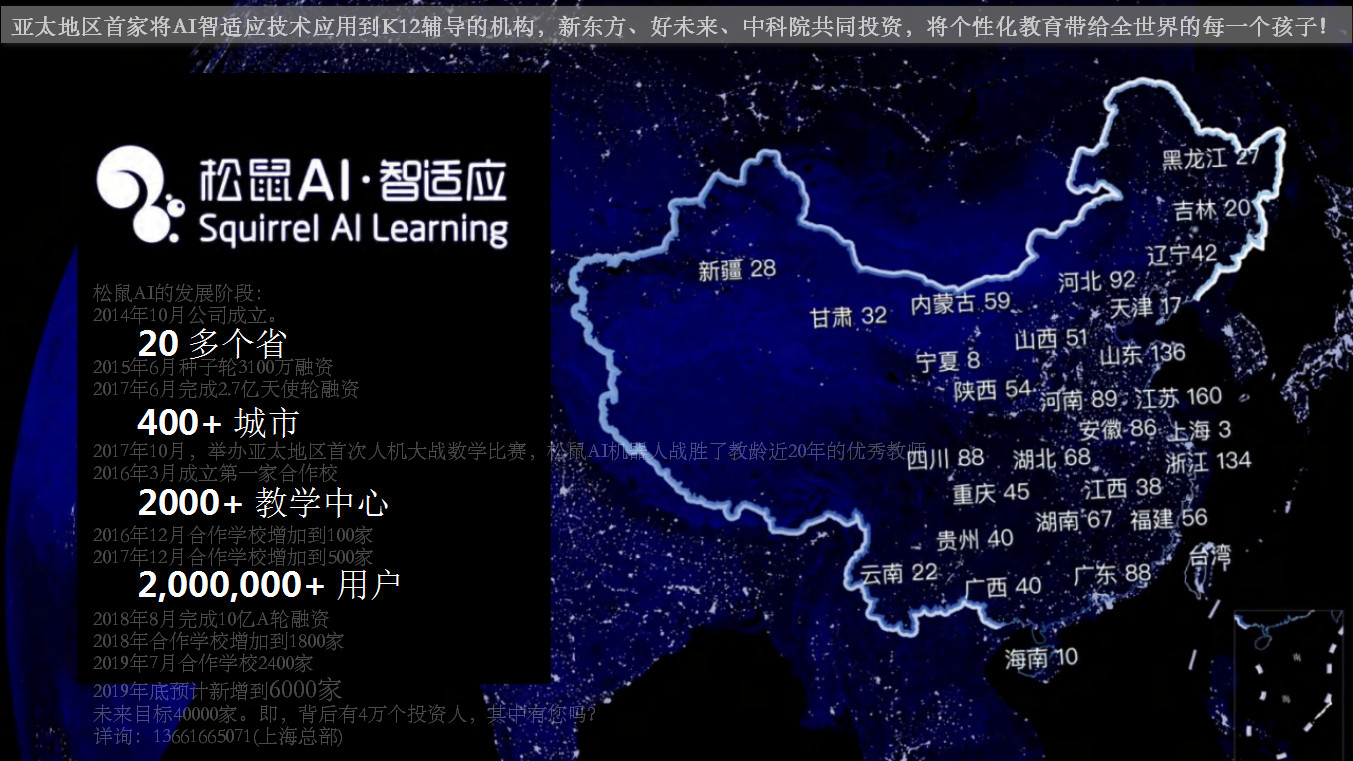 亚太地区首家将AI智适应技术应用到K12辅导的机构，新东方、好未来、中科院共同投资，将个性化教育带给全世界的每一个孩子！
松鼠AI·智适应
Squirrel AI Learning
松鼠AI的发展阶段：
2014年10月公司成立。
20 多个省
2015年6月种子轮3100万融资
2017年6月完成2.7亿天使轮融资
400+ 城市
2017年10月，举办亚太地区首次人机大战数学比赛，松鼠AI机器人战胜了教龄近20年的优秀教师
2016年3月成立第一家合作校
2000+ 教学中心
2016年12月合作学校增加到100家
2017年12月合作学校增加到500家
2,000,000+ 用户
2018年8月完成10亿A轮融资
2018年合作学校增加到1800家
2019年7月合作学校2400家
2019年底预计新增到6000家
未来目标40000家。即，背后有4万个投资人，其中有您吗？
详询：13661665071(上海总部)
黑龙江 27
吉林 20
辽宁42
新疆 28
河北 92
甘肃 32
内蒙古 59
天津 17
山西 51
宁夏 8
山东 136
陕西 54
河南 89
江苏 160
安徽 86
上海 3
四川 88
湖北 68
浙江 134
重庆 45
江西 38
湖南 67
福建 56
贵州 40
台湾
云南 22
广西 40
广东 88
海南 10
南
海